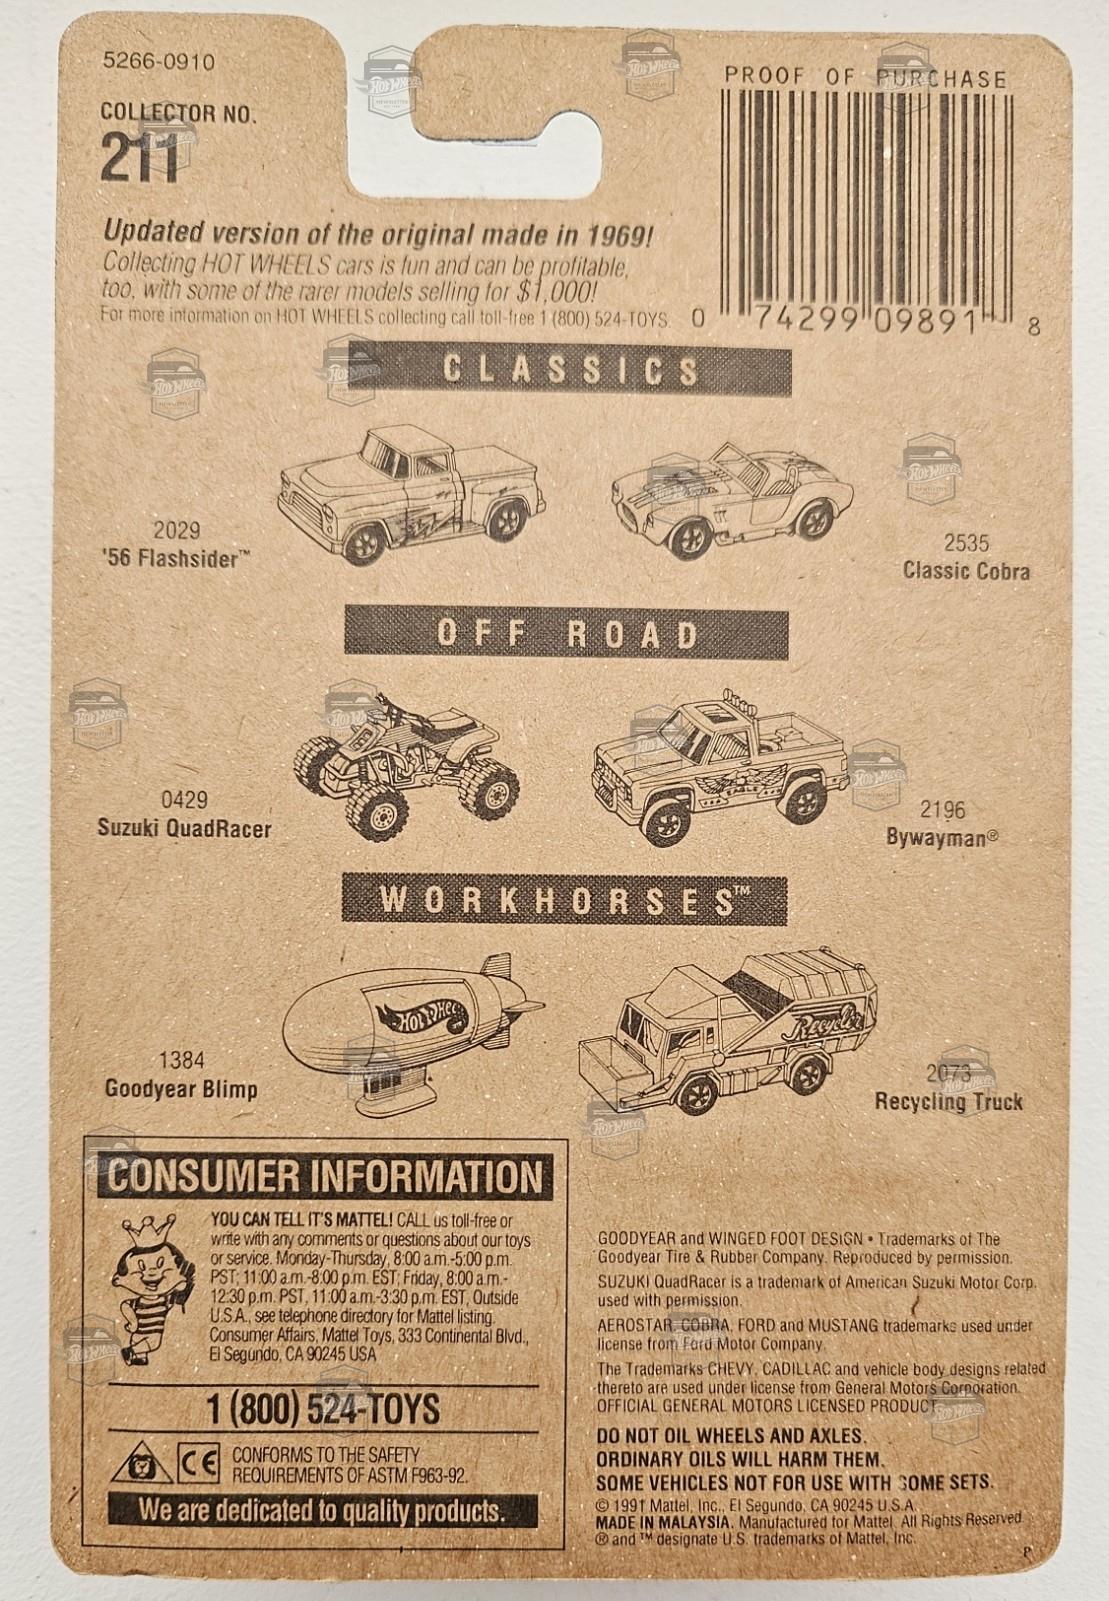 5266-0910
COLLECTOR NO.
211
PROOF OF PURCHASE
0 74299 09891 8
Updated version of the original made in 1969!
Collecting HOT WHEELS cars is fun and can be profitable,
too, with some of the rarer models selling for $1,000!
For more information on HOT WHEELS collecting call toll-free 1 (800) 524-TOYS.
CLASSICS
2029
'56 Flashsider™
2535
Classic Cobra
OFF ROAD
0429
Suzuki QuadRacer
EAGLE
2196
Bywayman®
WORKHORSES™
Hot Wheels
1384
Goodyear Blimp
Recycler
2073
Recycling Truck
CONSUMER INFORMATION
YOU CAN TELL IT'S MATTEL! CALL us toll-free or
write with any comments or questions about our toys
or service. Monday-Thursday, 8:00 a.m.-5:00 p.m.
PST; 11:00 a.m.-8:00 p.m. EST; Friday, 8:00 a.m.-
12:30 p.m. PST, 11:00 a.m.-3:30 p.m. EST, Outside
U.S.A., see telephone directory for Mattel listing.
Consumer Affairs, Mattel Toys, 333 Continental Blvd.,
El Segundo, CA 90245 USA
1 (800) 524-TOYS
CE
CONFORMS TO THE SAFETY
REQUIREMENTS OF ASTM F963-92.
We are dedicated to quality products.
GOODYEAR and WINGED FOOT DESIGN • Trademarks of The
Goodyear Tire & Rubber Company. Reproduced by permission.
SUZUKI QuadRacer is a trademark of American Suzuki Motor Corp.
used with permission.
AEROSTAR, COBRA, FORD and MUSTANG trademarks used under
license from Ford Motor Company.
The Trademarks CHEVY, CADILLAC and vehicle body designs related
thereto are used under license from General Motors Corporation.
OFFICIAL GENERAL MOTORS LICENSED PRODUCT.
DO NOT OIL WHEELS AND AXLES.
ORDINARY OILS WILL HARM THEM.
SOME VEHICLES NOT FOR USE WITH SOME SETS.
© 1991 Mattel, Inc., El Segundo, CA 90245 U.S.A.
MADE IN MALAYSIA. Manufactured for Mattel. All Rights Reserved.
® and ™ designate U.S. trademarks of Mattel, Inc.
P